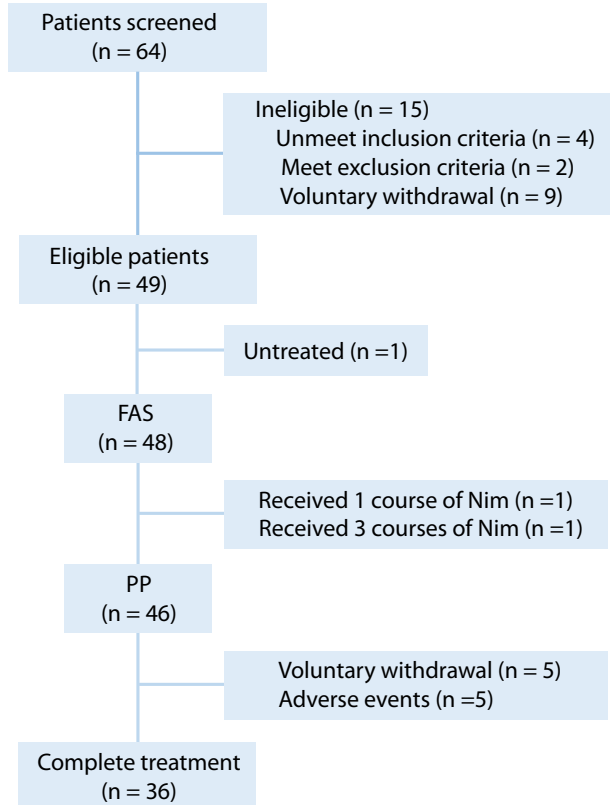 Patients screened
(n = 64)
Ineligible (n = 15)
Unmeet inclusion criteria (n = 4)
Meet exclusion criteria (n = 2)
Voluntary withdrawal (n = 9)
Eligible patients
(n = 49)
Untreated (n =1)
FAS
(n = 48)
Received 1 course of Nim (n =1)
Received 3 courses of Nim (n =1)
PP
(n = 46)
Voluntary withdrawal (n = 5)
Adverse events (n =5)
Complete treatment
(n = 36)